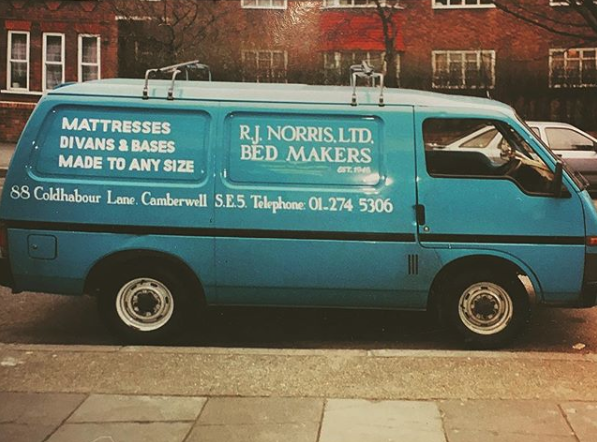 MATTRESSES
DIVANS & BASES
MADE TO ANY SIZE
R.J. NORRIS, LTD,
BED MAKERS
EST. 1945
88 Coldhabour Lane, Camberwell S.E.5. Telephone: 01-274 5306